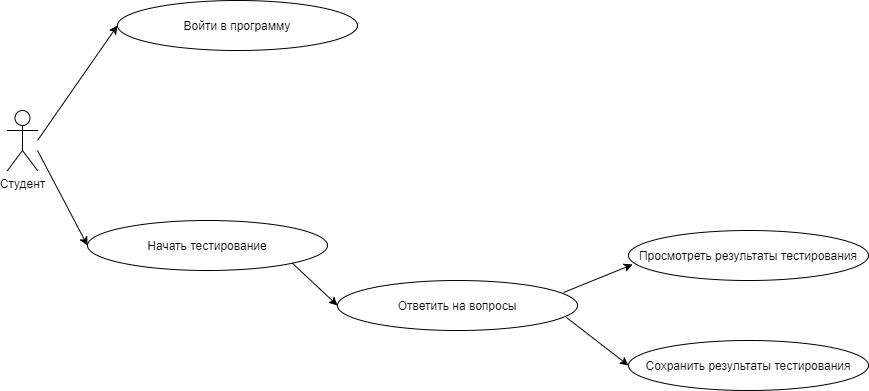 Войти в программу
Студент
Начать тестирование
Просмотреть результаты тестирования
Ответить на вопросы
Сохранить результаты тестирования